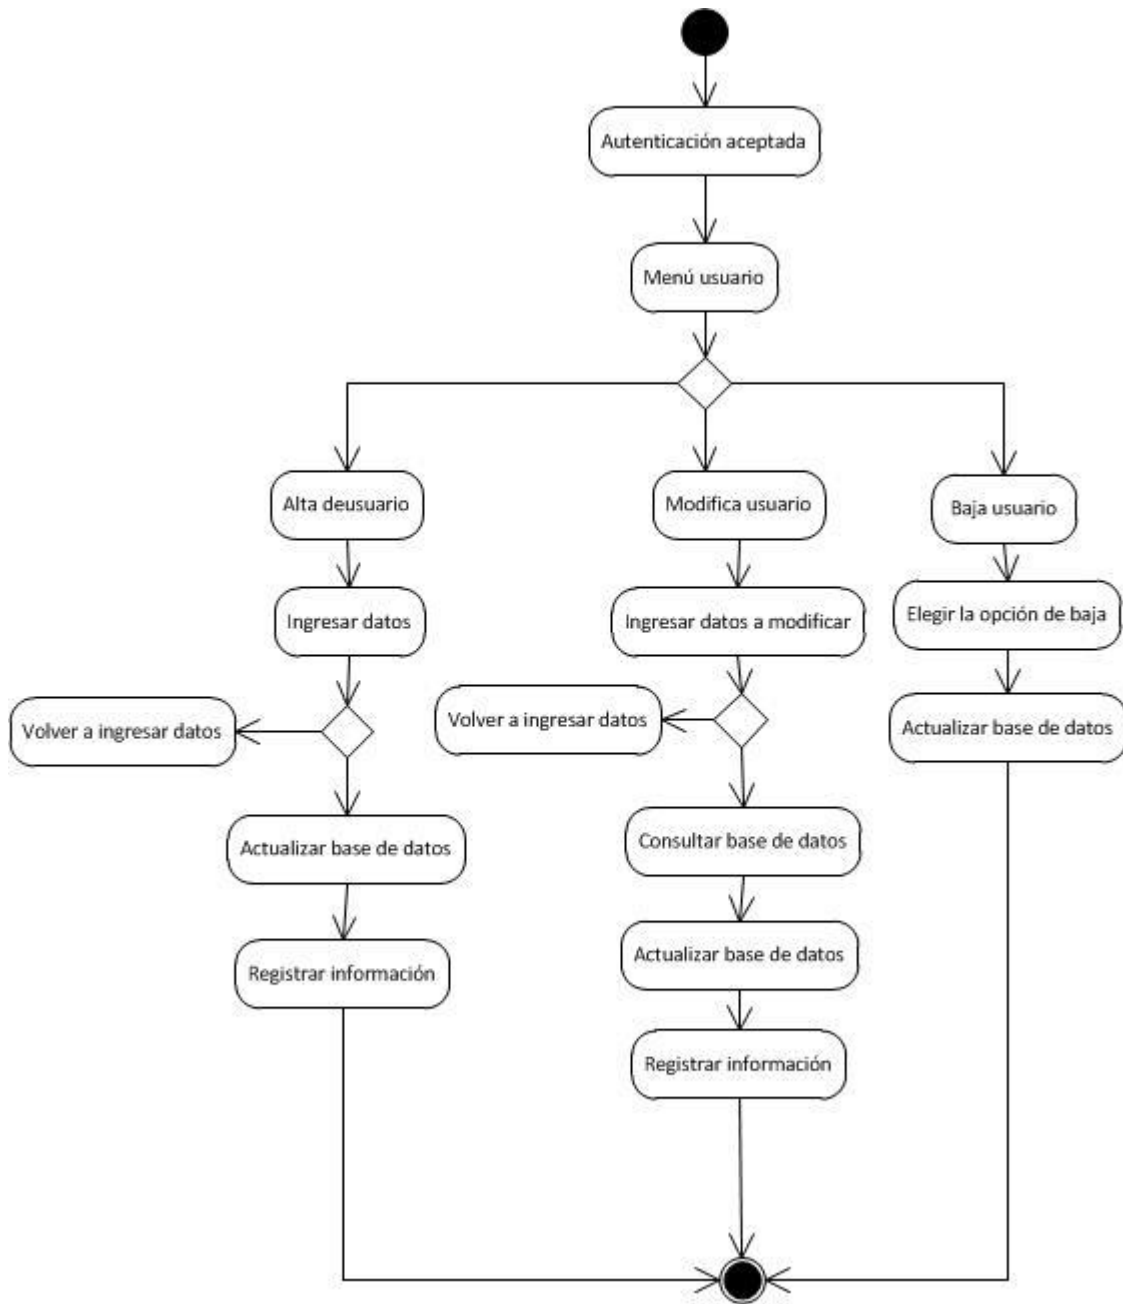 Autenticación aceptada
Menú usuario
Alta deusuario
Modifica usuario
Baja usuario
Ingresar datos
Ingresar datos a modificar
Elegir la opción de baja
Volver a ingresar datos
Volver a ingresar datos
Actualizar base de datos
Actualizar base de datos
Consultar base de datos
Registrar información
Actualizar base de datos
Registrar información